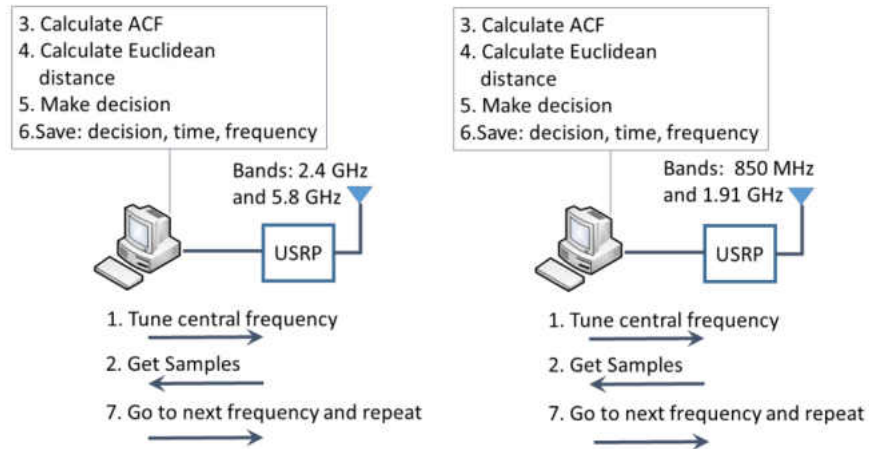 3. Calculate ACF
4. Calculate Euclidean
distance
5. Make decision
6.Save: decision, time, frequency
Bands: 2.4 GHz
and 5.8 GHz
USRP
1. Tune central frequency
2. Get Samples
7. Go to next frequency and repeat
3. Calculate ACF
4. Calculate Euclidean
distance
5. Make decision
6.Save: decision, time, frequency
Bands: 850 MHz
and 1.91 GHz
USRP
1. Tune central frequency
2. Get Samples
7. Go to next frequency and repeat